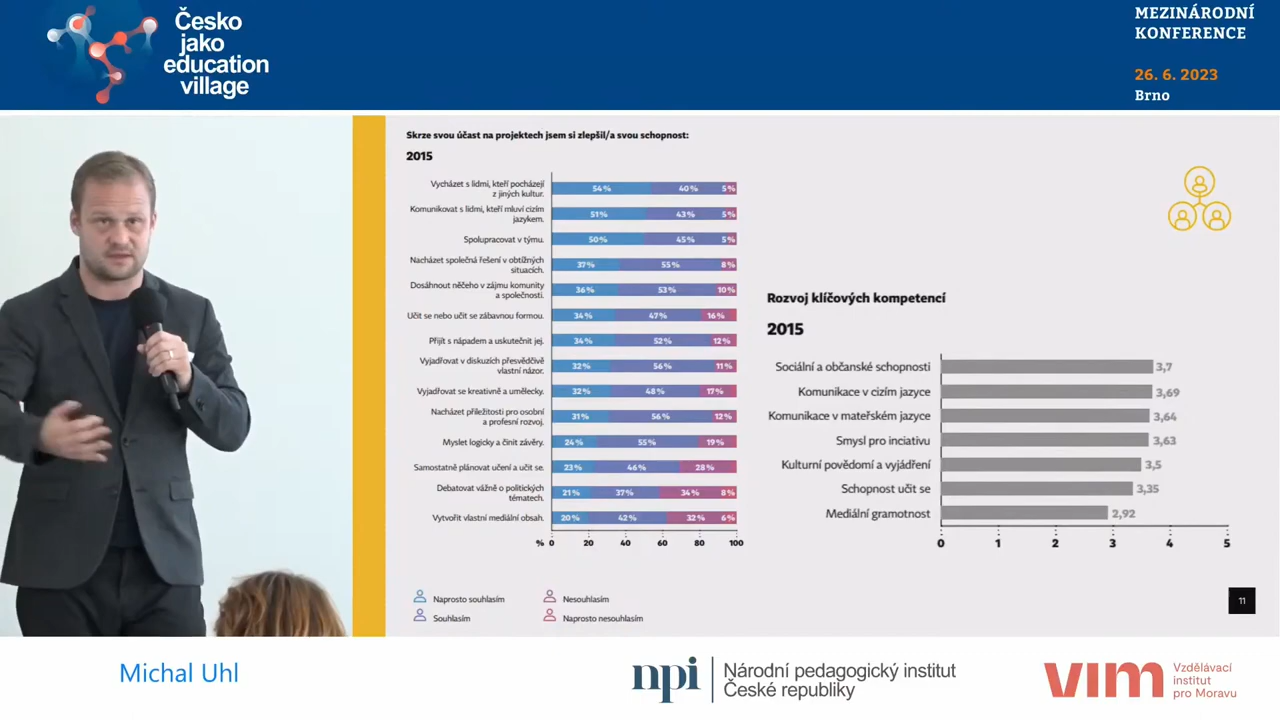 Česko
jako
education
village
MEZINÁRODNÍ
KONFERENCE
26. 6. 2023
Brno
Skrze svou účast na projektech jsem si zlepšil/a svou schopnost:
2015
Vycházet s lidmi, kteří pocházejí
z jiných kultur.
54 % 40 % 5 %
Komunikovat s lidmi, kteří mluví cizím
jazykem.
51 % 43 % 5 %
Spolupracovat v týmu.
50 % 45 % 5 %
Nacházet společná řešení v obtížných
situacích.
37 % 55 % 8 %
Dosáhnout něčeho v zájmu komunity
a společnosti.
36 % 53 % 10 %
Učit se nebo učit se zábavnou formou.
34 % 47 % 16 %
Přijít s nápadem a uskutečnit jej.
34 % 52 % 12 %
Vyjadřovat v diskuzích přesvědčivě
vlastní názor.
32 % 56 % 11 %
Vyjadřovat se kreativně a umělecky.
32 % 48 % 17 %
Nacházet příležitosti pro osobní
a profesní rozvoj.
31 % 56 % 12 %
Myslet logicky a činit závěry.
24 % 55 % 19 %
Samostatně plánovat učení a učit se.
23 % 46 % 28 %
Debatovat vážně o politických
tématech.
21 % 37 % 34 % 8 %
Vytvořit vlastní mediální obsah.
20 % 42 % 32 % 6 %
% 0 20 40 60 80 100
Naprosto souhlasím
Souhlasím
Nesouhlasím
Naprosto nesouhlasím
Rozvoj klíčových kompetencí
2015
Sociální a občanské schopnosti 3,7
Komunikace v cizím jazyce 3,69
Komunikace v mateřském jazyce 3,64
Smysl pro inciativu 3,63
Kulturní povědomí a vyjádření 3,5
Schopnost učit se 3,35
Mediální gramotnost 2,92
0 1 2 3 4 5
11
Michal Uhl
npi
Národní pedagogický institut
České republiky
vim
Vzdělávací
institut
pro Moravu